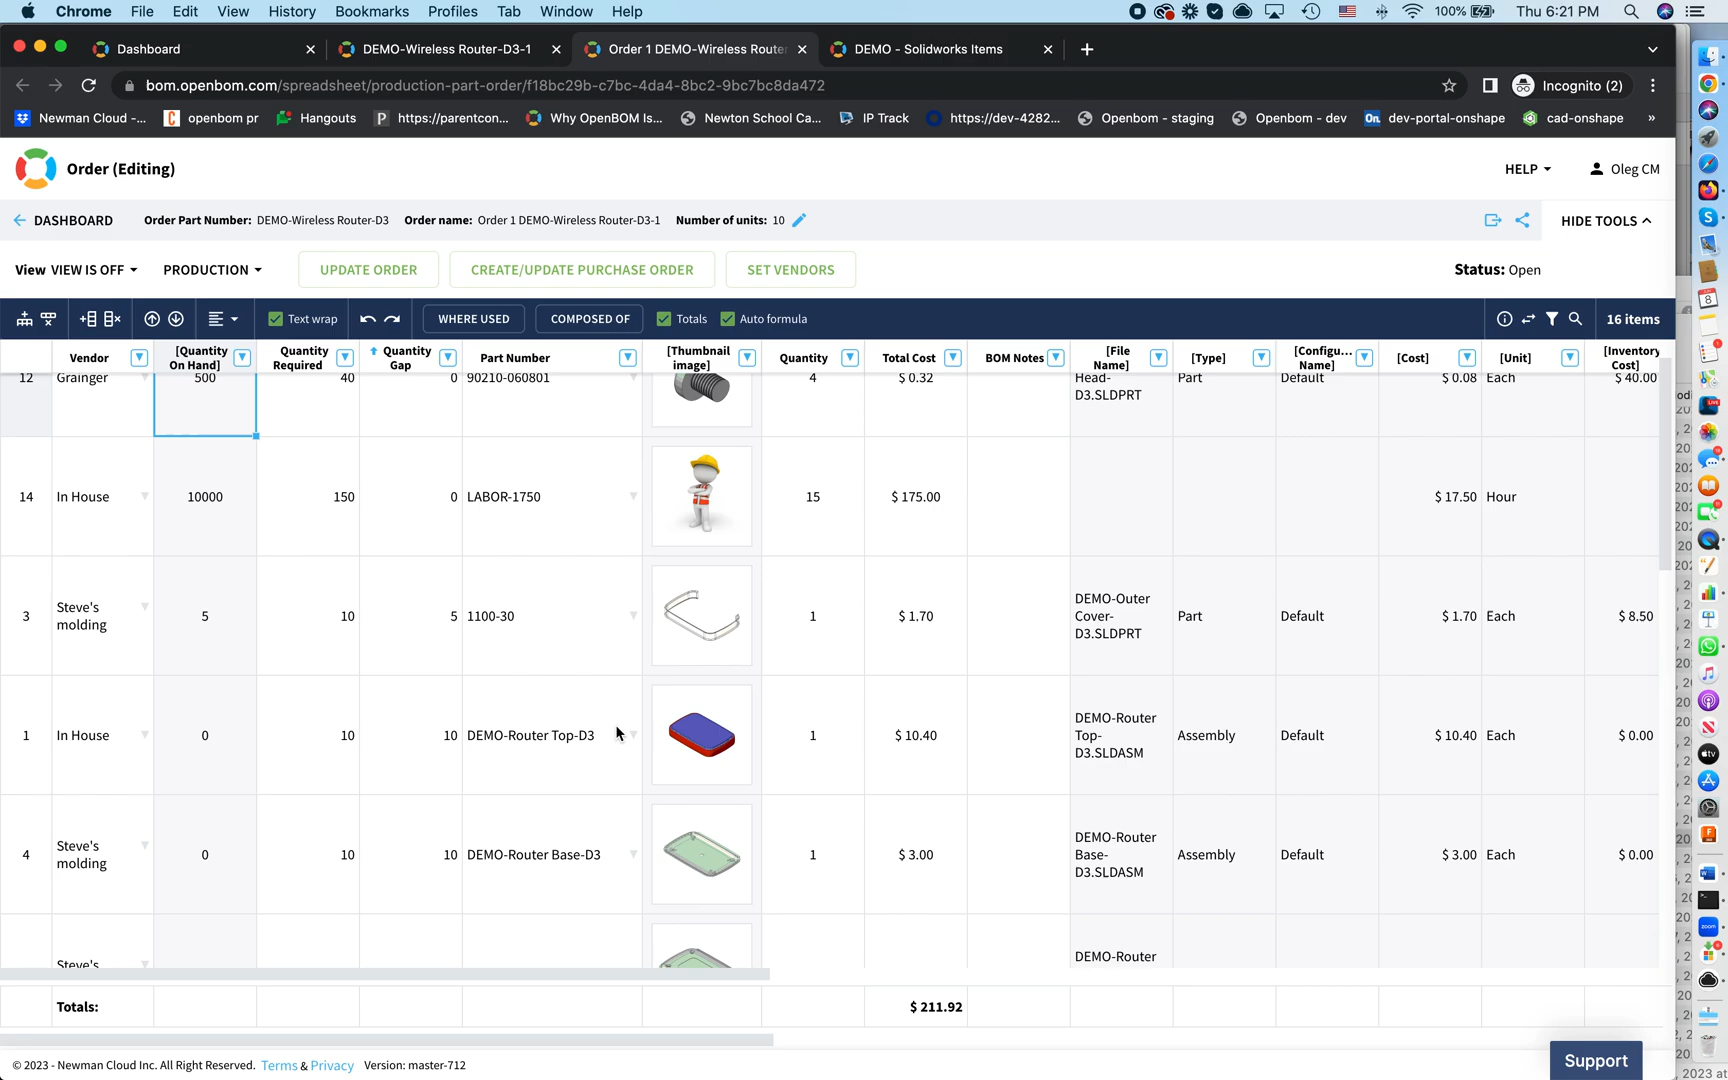 Chrome File Edit View History Bookmarks Profiles Tab Window Help 100% Thu 6:21 PM
Dashboard DEMO-Wireless Router-D3-1 Order 1 DEMO-Wireless Route DEMO - Solidworks Items
bom.openbom.com/spreadsheet/production-part-order/f18bc29b-c7bc-4da4-8bc2-9bc7bc8da472 Incognito (2)
Newman Cloud -... openbom pr Hangouts https://parentcon... Why OpenBOM Is... Newton School Ca... IP Track https://dev-4282... Openbom - staging Openbom - dev On dev-portal-onshape cad-onshape »
Order (Editing) HELP Oleg CM
DASHBOARD Order Part Number: DEMO-Wireless Router-D3 Order name: Order 1 DEMO-Wireless Router-D3-1 Number of units: 10 HIDE TOOLS
View VIEW IS OFF PRODUCTION UPDATE ORDER CREATE/UPDATE PURCHASE ORDER SET VENDORS Status: Open
Text wrap WHERE USED COMPOSED OF Totals Auto formula 16 items
Vendor [Quantity On Hand] Quantity Required Quantity Gap Part Number [Thumbnail image] Quantity Total Cost BOM Notes [File Name] [Type] [Configu... Name] [Cost] [Unit] [Inventory Cost]
12 Grainger 500 40 0 90210-060801 4 $ 0.32 Head-D3.SLDPRT Part Default $ 0.08 Each $ 40.00
14 In House 10000 150 0 LABOR-1750 15 $ 175.00 $ 17.50 Hour
3 Steve's molding 5 10 5 1100-30 1 $ 1.70 DEMO-Outer Cover-D3.SLDPRT Part Default $ 1.70 Each $ 8.50
1 In House 0 10 10 DEMO-Router Top-D3 1 $ 10.40 DEMO-Router Top-D3.SLDASM Assembly Default $ 10.40 Each $ 0.00
4 Steve's molding 0 10 10 DEMO-Router Base-D3 1 $ 3.00 DEMO-Router Base-D3.SLDASM Assembly Default $ 3.00 Each $ 0.00
Steve's DEMO-Router
Totals: $ 211.92
© 2023 - Newman Cloud Inc. All Right Reserved. Terms & Privacy Version: master-712
Support